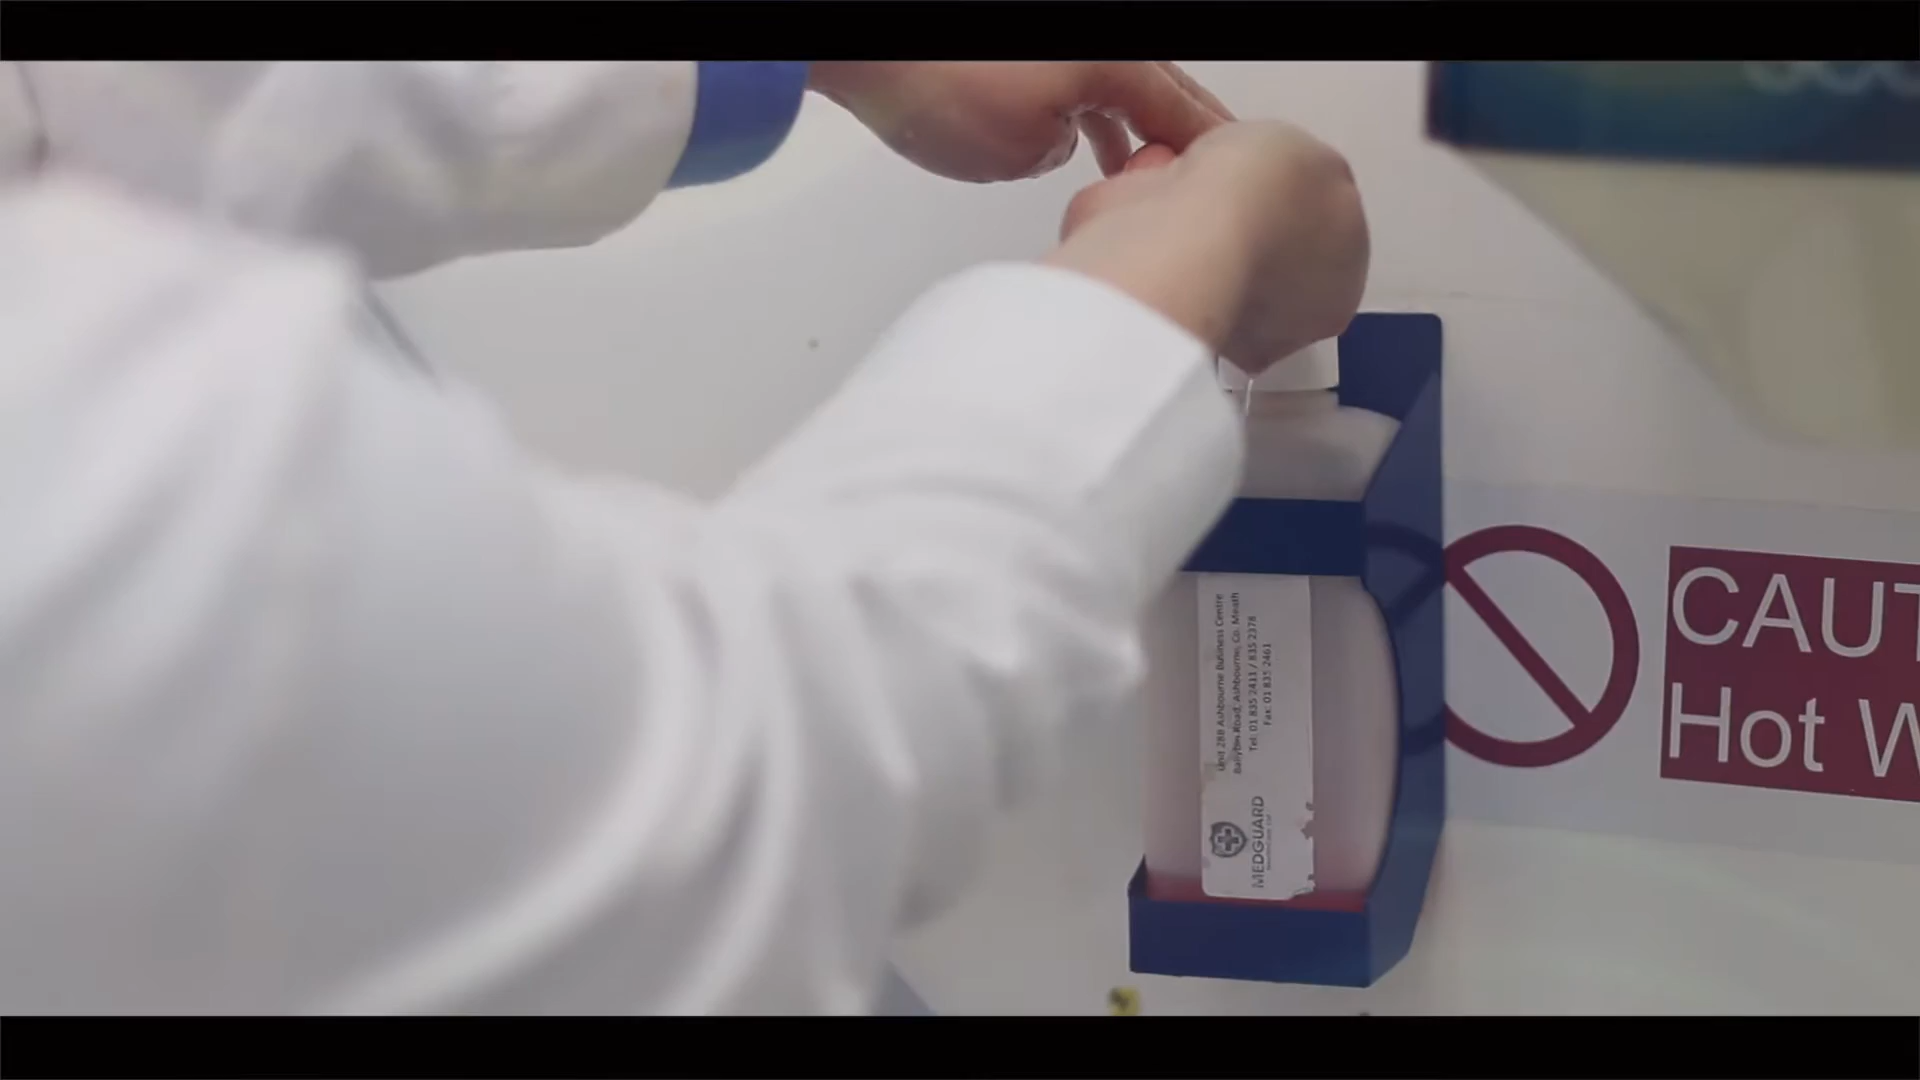 Unit 28B Ashbourne Business Centre
Ballybin Road, Ashbourne, Co. Meath
Tel: 01 835 2411 / 835 2378
Fax: 01 835 2461
MEDGUARD
CAUT
Hot W